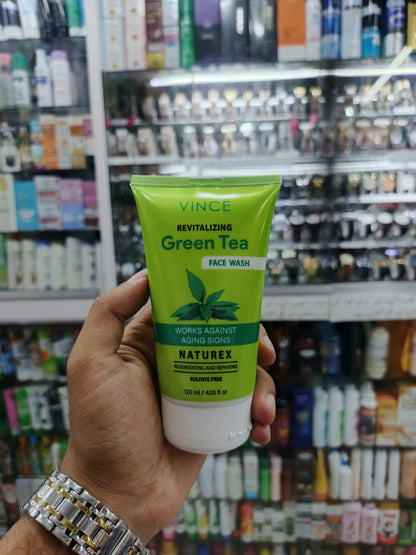 VINCE
REVITALIZING
Green Tea
FACE WASH
WORKS AGAINST
AGING SIGNS
NATUREX
REGENERATING AND REPAIRING
SULFATE FREE
120 ml / 4.05 fl oz